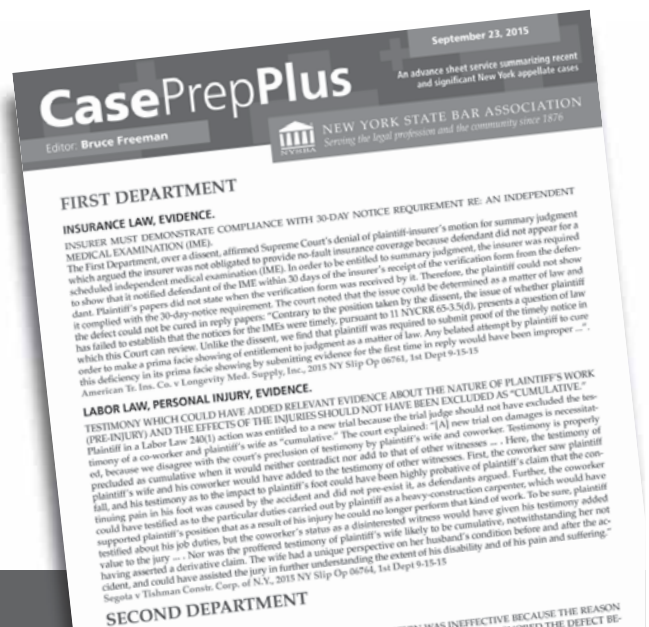 September 23, 2015
CasePrepPlus
An advance sheet service summarizing recent
and significant New York appellate cases
Editor: Bruce Freeman
NYSBA
NEW YORK STATE BAR ASSOCIATION
Serving the legal profession and the community since 1876
FIRST DEPARTMENT
INSURANCE LAW, EVIDENCE.
INSURER MUST DEMONSTRATE COMPLIANCE WITH 30-DAY NOTICE REQUIREMENT RE: AN INDEPENDENT
MEDICAL EXAMINATION (IME).
The First Department, over a dissent, affirmed Supreme Court's denial of plaintiff-insurer's motion for summary judgment
which argued the insurer was not obligated to provide no-fault insurance coverage because defendant did not appear for a
scheduled independent medical examination (IME). In order to be entitled to summary judgment, the insurer was required
to show that it notified defendant of the IME within 30 days of the insurer's receipt of the verification form from the defen-
dant. Plaintiff's papers did not state when the verification form was received by it. Therefore, the plaintiff could not show
it complied with the 30-day-notice requirement. The court noted that the issue could be determined as a matter of law and
the defect could not be cured in reply papers: "Contrary to the position taken by the dissent, the issue of whether plaintiff
has failed to establish that the notices for the IMEs were timely, pursuant to 11 NYCRR 65-3.5(d), presents a question of law
which this Court can review. Unlike the dissent, we find that plaintiff was required to submit proof of the timely notice in
order to make a prima facie showing of entitlement to judgment as a matter of law. Any belated attempt by plaintiff to cure
this deficiency in its prima facie showing by submitting evidence for the first time in reply would have been improper ...".
American Tr. Ins. Co. v Longevity Med. Supply, Inc., 2015 NY Slip Op 06761, 1st Dept 9-15-15
LABOR LAW, PERSONAL INJURY, EVIDENCE.
TESTIMONY WHICH COULD HAVE ADDED RELEVANT EVIDENCE ABOUT THE NATURE OF PLAINTIFF'S WORK
(PRE-INJURY) AND THE EFFECTS OF THE INJURIES SHOULD NOT HAVE BEEN EXCLUDED AS "CUMULATIVE."
Plaintiff in a Labor Law 240(1) action was entitled to a new trial because the trial judge should not have excluded the tes-
timony of a co-worker and plaintiff's wife as "cumulative." The court explained: "[A] new trial on damages is necessitat-
ed, because we disagree with the court's preclusion of testimony by plaintiff's wife and coworker. Testimony is properly
precluded as cumulative when it would neither contradict nor add to that of other witnesses ... . Here, the testimony of
plaintiff's wife and his coworker would have added to the testimony of other witnesses. First, the coworker saw plaintiff
fall, and his testimony as to the impact to plaintiff's foot could have been highly probative of plaintiff's claim that the con-
tinuing pain in his foot was caused by the accident and did not pre-exist it, as defendants argued. Further, the coworker
could have testified as to the particular duties carried out by plaintiff as a heavy-construction carpenter, which would have
supported plaintiff's position that as a result of his injury he could no longer perform that kind of work. To be sure, plaintiff
testified about his job duties, but the coworker's status as a disinterested witness would have given his testimony added
value to the jury ... . Nor was the proffered testimony of plaintiff's wife likely to be cumulative, notwithstanding her not
having asserted a derivative claim. The wife had a unique perspective on her husband's condition before and after the ac-
cident, and could have assisted the jury in further understanding the extent of his disability and of his pain and suffering."
Segota v Tishman Constr. Corp. of N.Y., 2015 NY Slip Op 06764, 1st Dept 9-15-15
SECOND DEPARTMENT
WAS INEFFECTIVE BECAUSE THE REASON
THE DEFECT BE-